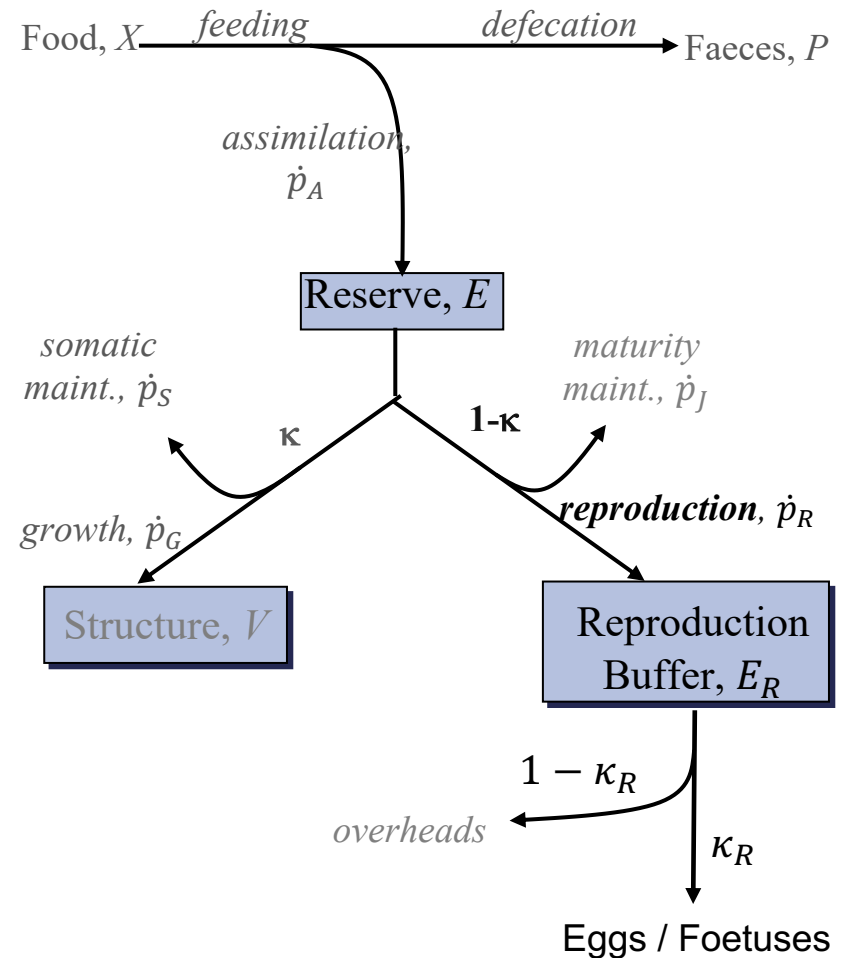 Food, X
feeding
defecation
Faeces, P
assimilation,
ṗ_A
Reserve, E
somatic
maint., ṗ_S
maturity
maint., ṗ_J
κ
1-κ
growth, ṗ_G
reproduction, ṗ_R
Structure, V
Reproduction
Buffer, E_R
1 − κ_R
overheads
κ_R
Eggs / Foetuses